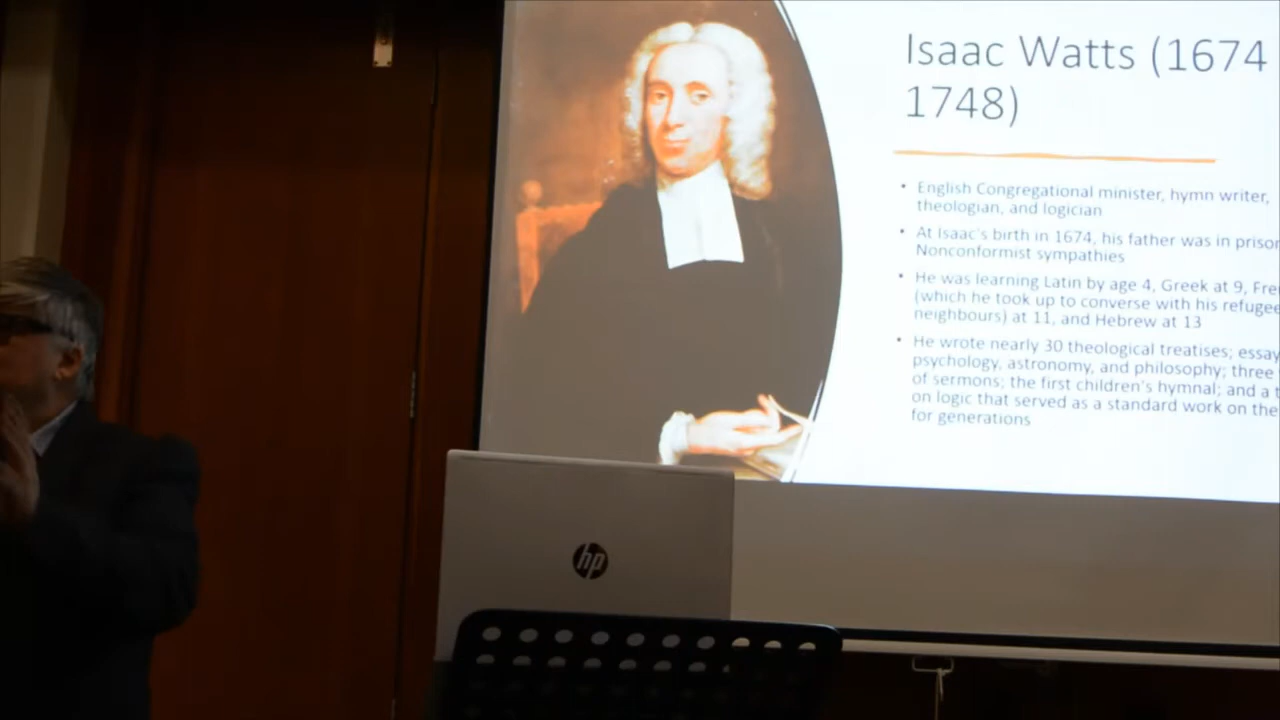 Isaac Watts (1674
1748)
• English Congregational minister, hymn writer,
theologian, and logician
• At Isaac's birth in 1674, his father was in
Nonconformist sympathies
• He was learning Latin by age 4, Greek at 9,
(which he took up to converse with his refugee
neighbours) at 11, and Hebrew at 13
• He wrote nearly 30 theological treatises;
psychology, astronomy, and philosophy; three
of sermons; the first children's hymnal; and a
on logic that served as a standard work on the
for generations
hp